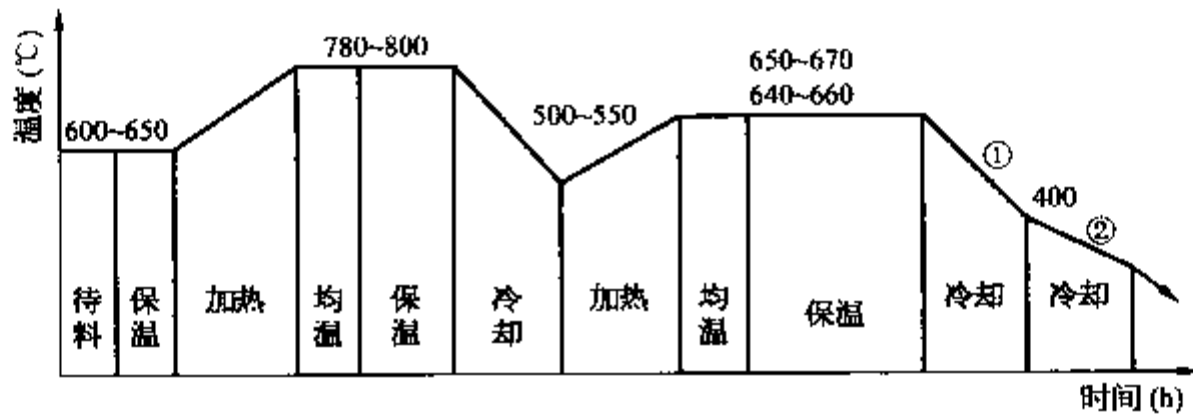 温度 (℃)
600~650
780~800
500~550
650~670
640~660
①
400
②
待料
保温
加热
均温
保温
冷却
加热
均温
保温
冷却
冷却
时间 (h)